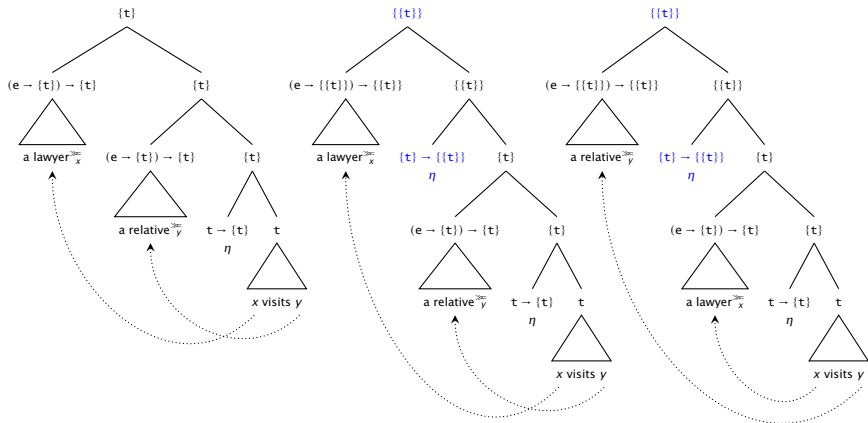 {t}
(e → {t}) → {t}
{t}
a lawyer≫=x
(e → {t}) → {t}
{t}
a relative≫=y
t → {t}
t
η
x visits y
{{t}}
(e → {{t}}) → {{t}}
{{t}}
a lawyer≫=x
{t} → {{t}}
{t}
η
(e → {t}) → {t}
{t}
a relative≫=y
t → {t}
t
η
x visits y
{{t}}
(e → {{t}}) → {{t}}
{{t}}
a relative≫=y
{t} → {{t}}
{t}
η
(e → {t}) → {t}
{t}
a lawyer≫=x
t → {t}
t
η
x visits y